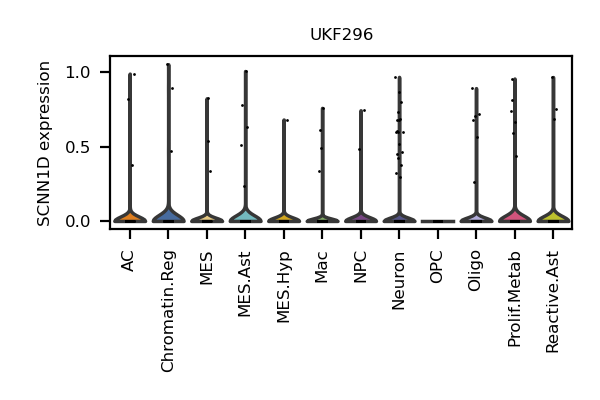 UKF296
SCNN1D expression
1.0
0.5
0.0
AC
Chromatin.Reg
MES
MES.Ast
MES.Hyp
Mac
NPC
Neuron
OPC
Oligo
Prolif.Metab
Reactive.Ast